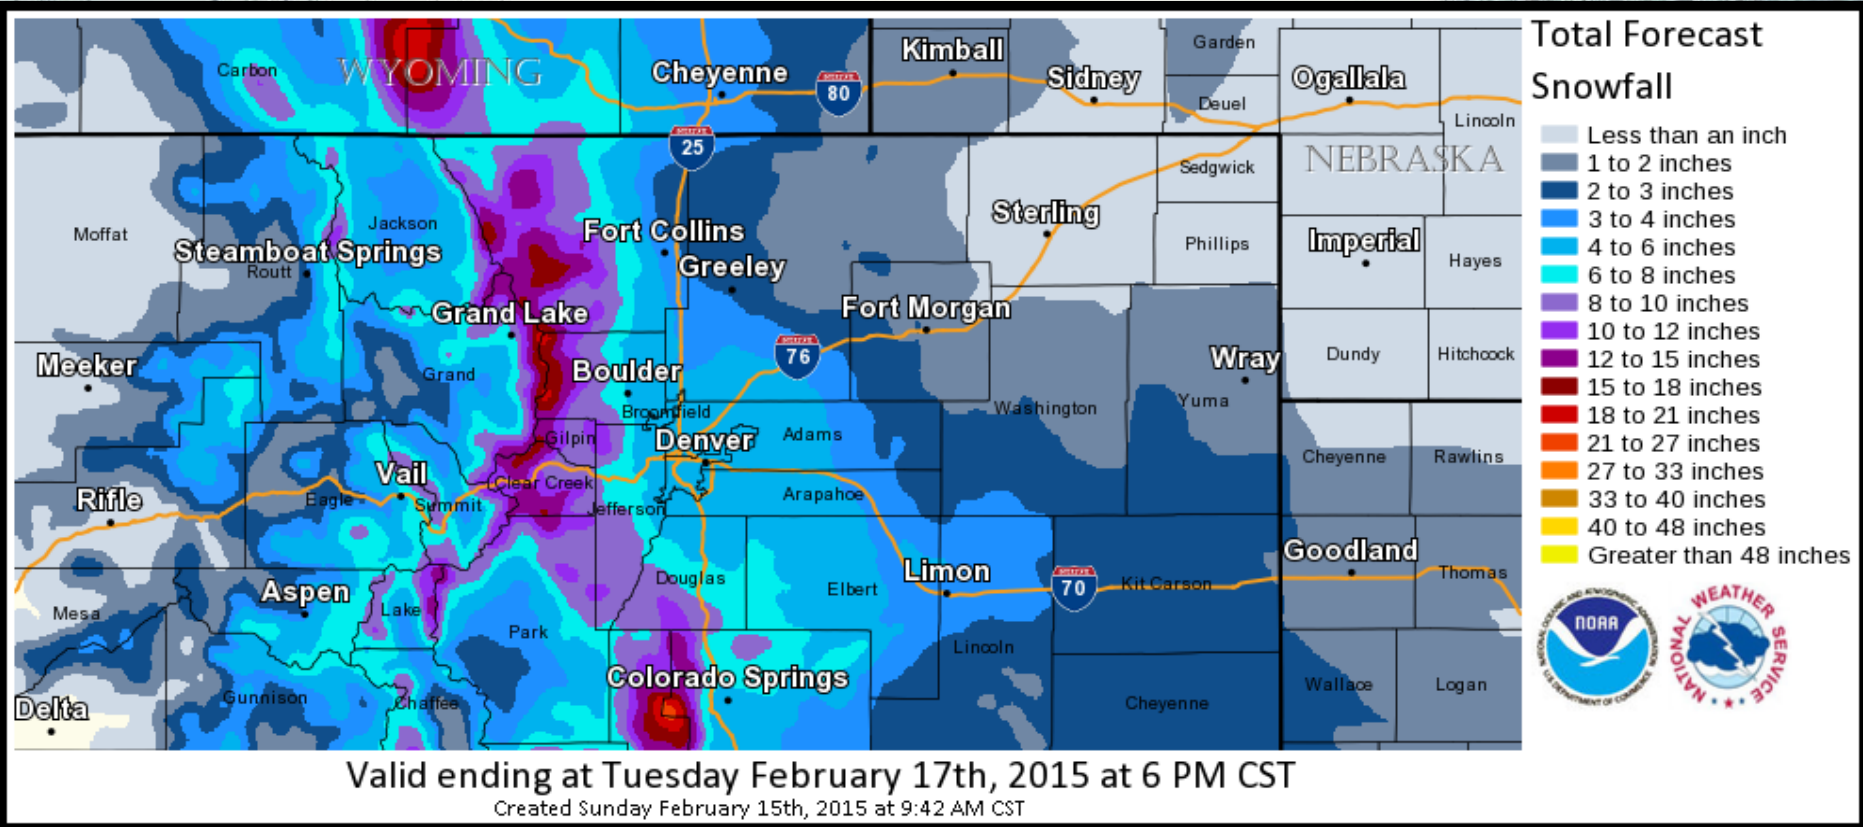 Total Forecast
Snowfall
Less than an inch
1 to 2 inches
2 to 3 inches
3 to 4 inches
4 to 6 inches
6 to 8 inches
8 to 10 inches
10 to 12 inches
12 to 15 inches
15 to 18 inches
18 to 21 inches
21 to 27 inches
27 to 33 inches
33 to 40 inches
40 to 48 inches
Greater than 48 inches
NOAA
NATIONAL OCEANIC AND ATMOSPHERIC ADMINISTRATION
U.S. DEPARTMENT OF COMMERCE
NATIONAL WEATHER SERVICE
Carbon
WYOMING
Cheyenne
80
Kimball
Sidney
Garden
Deuel
Ogallala
Lincoln
25
NEBRASKA
Sedgwick
Moffat
Jackson
Steamboat Springs
Routt
Fort Collins
Greeley
Sterling
Phillips
Imperial
Hayes
Grand Lake
Fort Morgan
76
Meeker
Grand
Boulder
Broomfield
Wray
Dundy
Hitchcock
Washington
Yuma
Gilpin
Denver
Adams
Cheyenne
Rawlins
Vail
Rifle
Eagle
Summit
Clear Creek
Jefferson
Arapahoe
Goodland
Thomas
Aspen
Mesa
Lake
Douglas
Elbert
Limon
70
Kit Carson
Park
Lincoln
Delta
Gunnison
Chaffee
Colorado Springs
Cheyenne
Wallace
Logan
Valid ending at Tuesday February 17th, 2015 at 6 PM CST
Created Sunday February 15th, 2015 at 9:42 AM CST